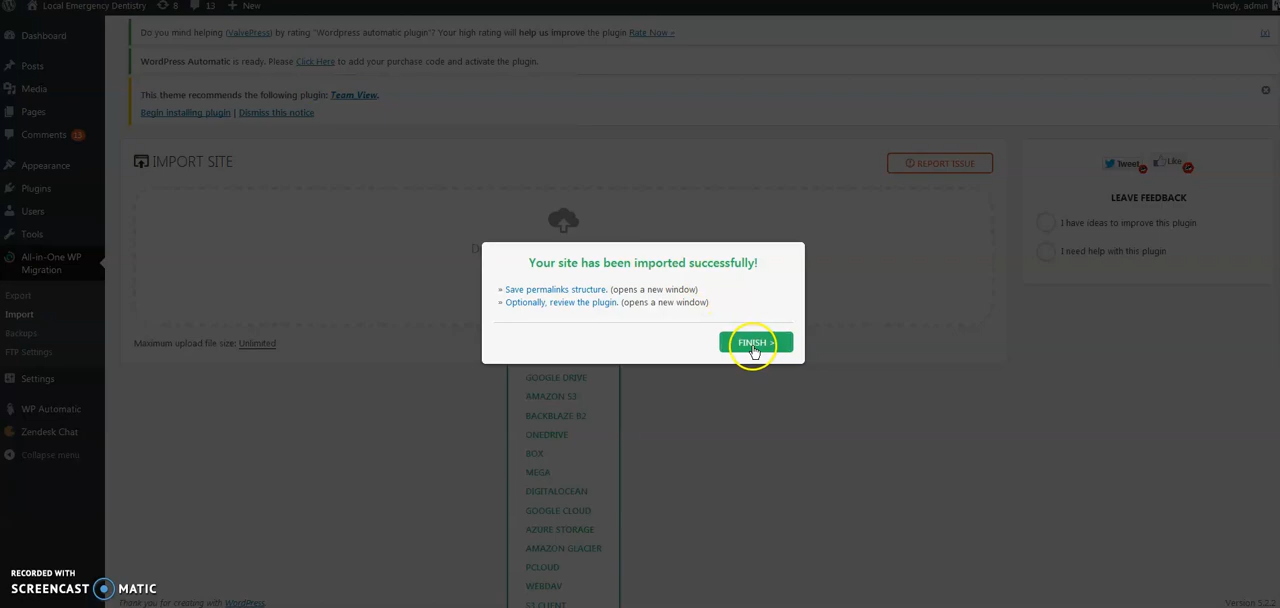 Local Emergency Dentistry 8 13 New Howdy, admin
Dashboard
Posts
Media
Pages
Comments 13
Appearance
Plugins
Users
Tools
All-in-One WP
Migration
Export
Import
Backups
FTP Settings
Settings
WP Automatic
Zendesk Chat
Collapse menu
Do you mind helping (ValvePress) by rating "Wordpress automatic plugin"? Your high rating will help us improve the plugin Rate Now » (x)
WordPress Automatic is ready. Please Click Here to add your purchase code and activate the plugin.
This theme recommends the following plugin: Team View.
Begin installing plugin | Dismiss this notice
IMPORT SITE
REPORT ISSUE
Tweet Like
LEAVE FEEDBACK
I have ideas to improve this plugin
I need help with this plugin
Your site has been imported successfully!
» Save permalinks structure. (opens a new window)
» Optionally, review the plugin. (opens a new window)
FINISH >
Maximum upload file size: Unlimited
GOOGLE DRIVE
AMAZON S3
BACKBLAZE B2
ONEDRIVE
BOX
MEGA
DIGITALOCEAN
GOOGLE CLOUD
AZURE STORAGE
AMAZON GLACIER
PCLOUD
WEBDAV
S3 CLIENT
RECORDED WITH
SCREENCAST MATIC
Thank you for creating with WordPress.
Version 5.2.2